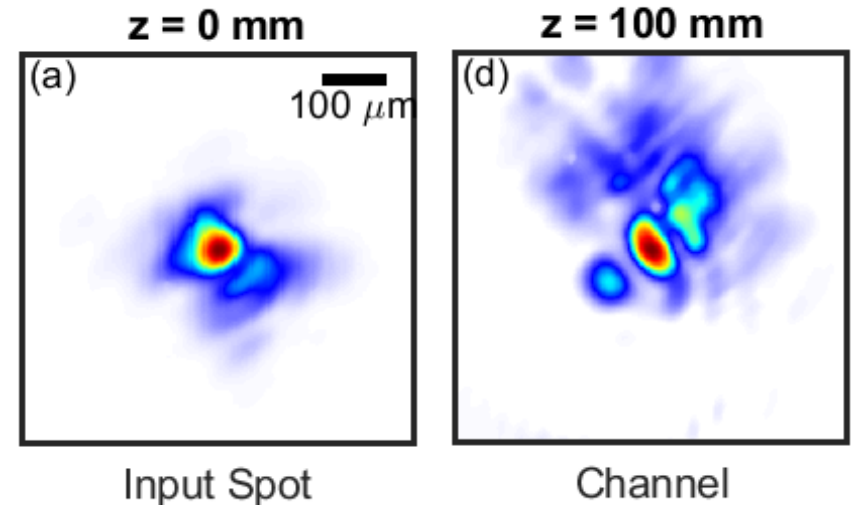 z = 0 mm
z = 100 mm
(a)
100 μm
(d)
Input Spot
Channel